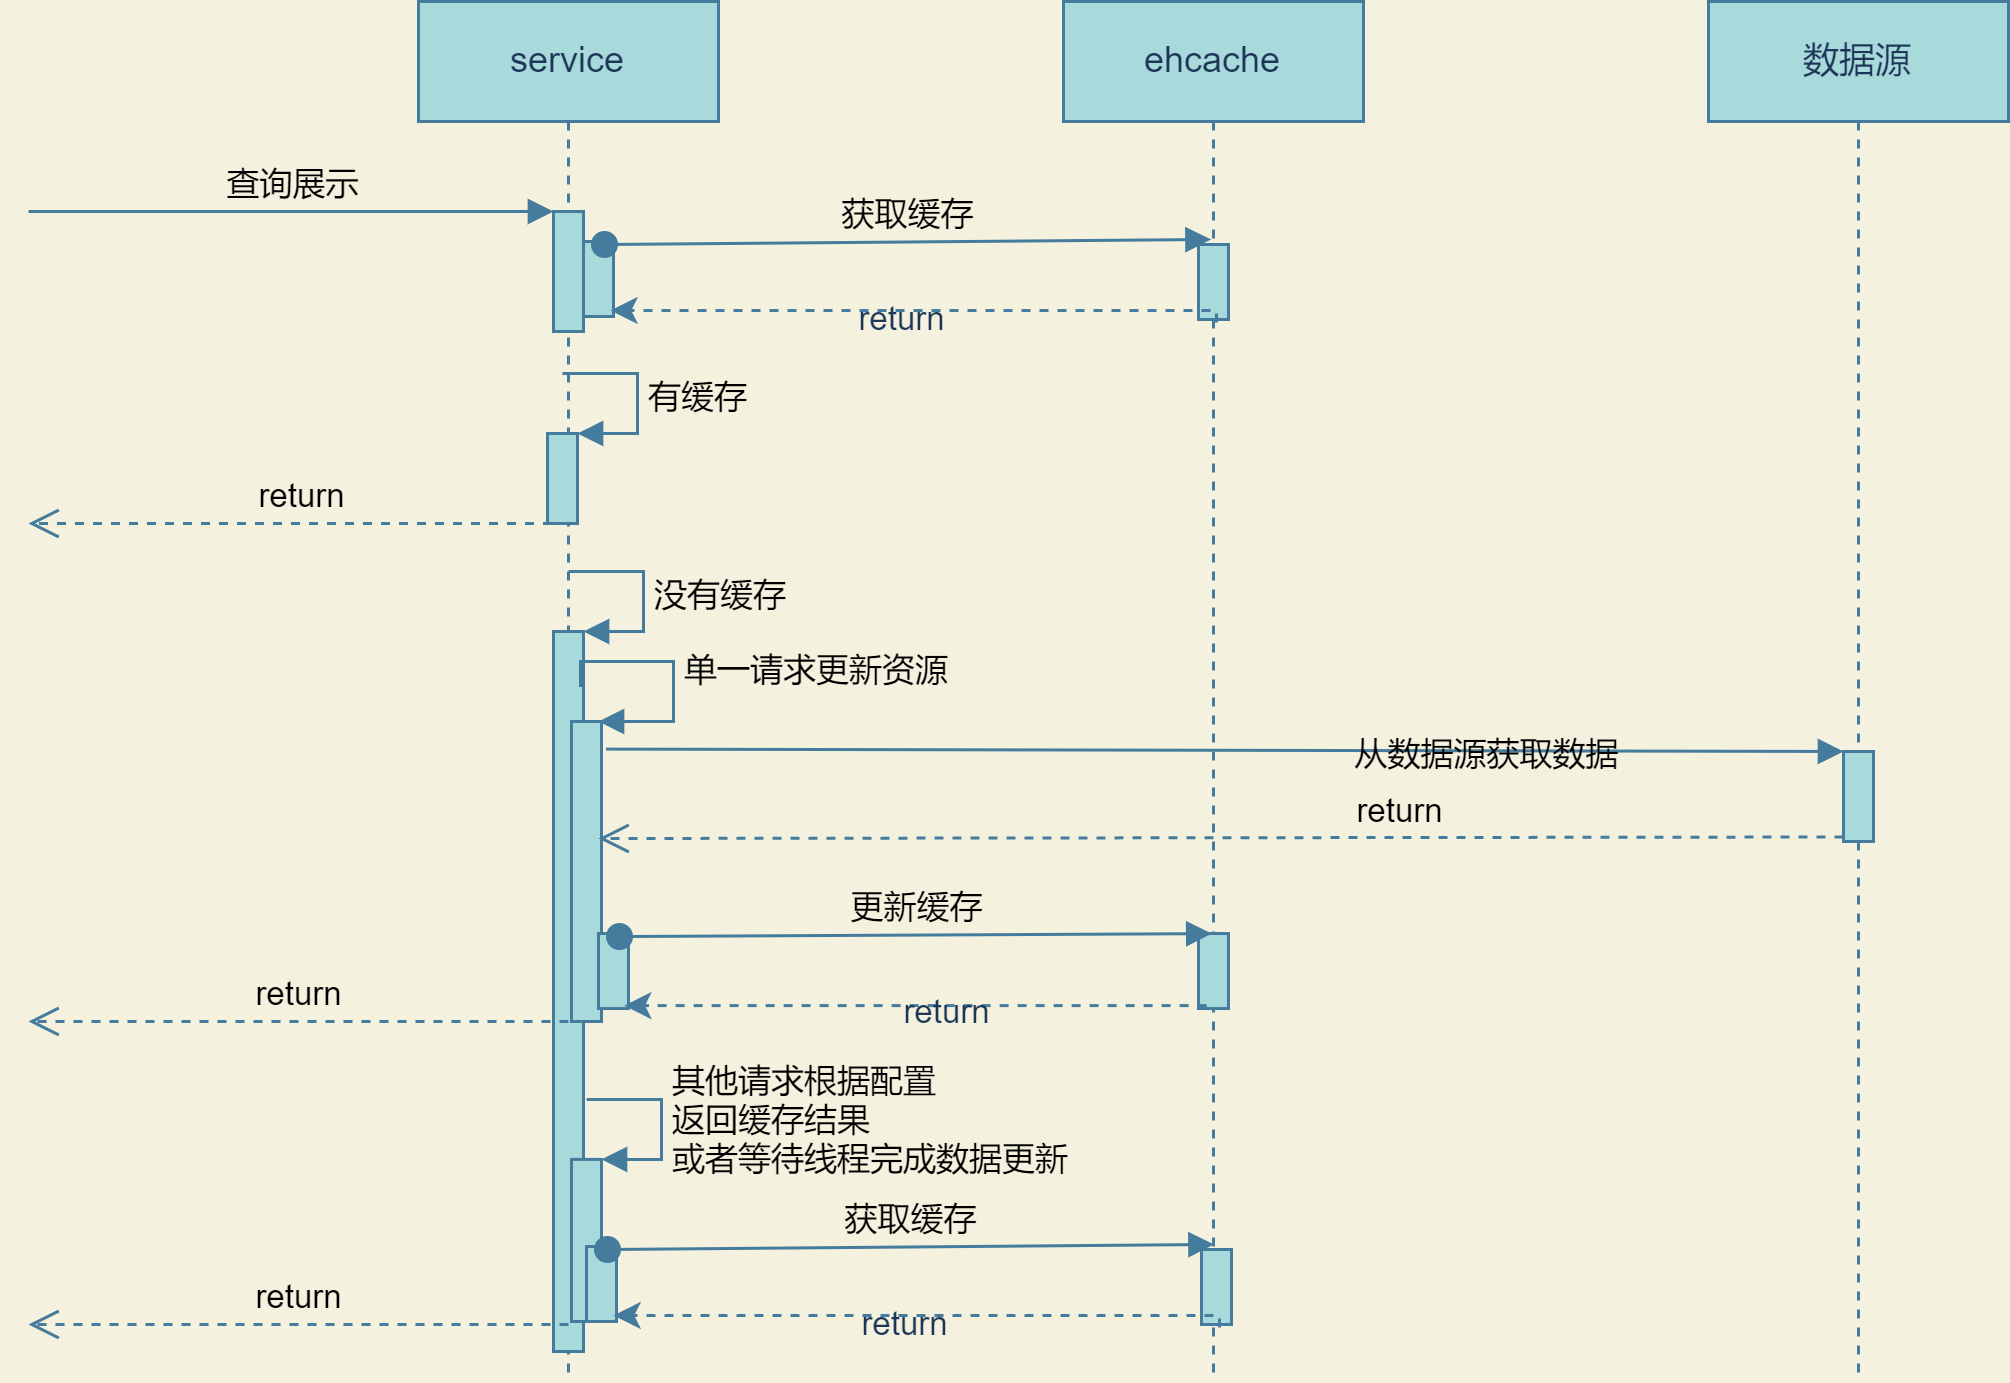 service
ehcache
数据源
查询展示
获取缓存
return
有缓存
return
没有缓存
单一请求更新资源
从数据源获取数据
return
更新缓存
return
return
其他请求根据配置
返回缓存结果
或者等待线程完成数据更新
获取缓存
return
return